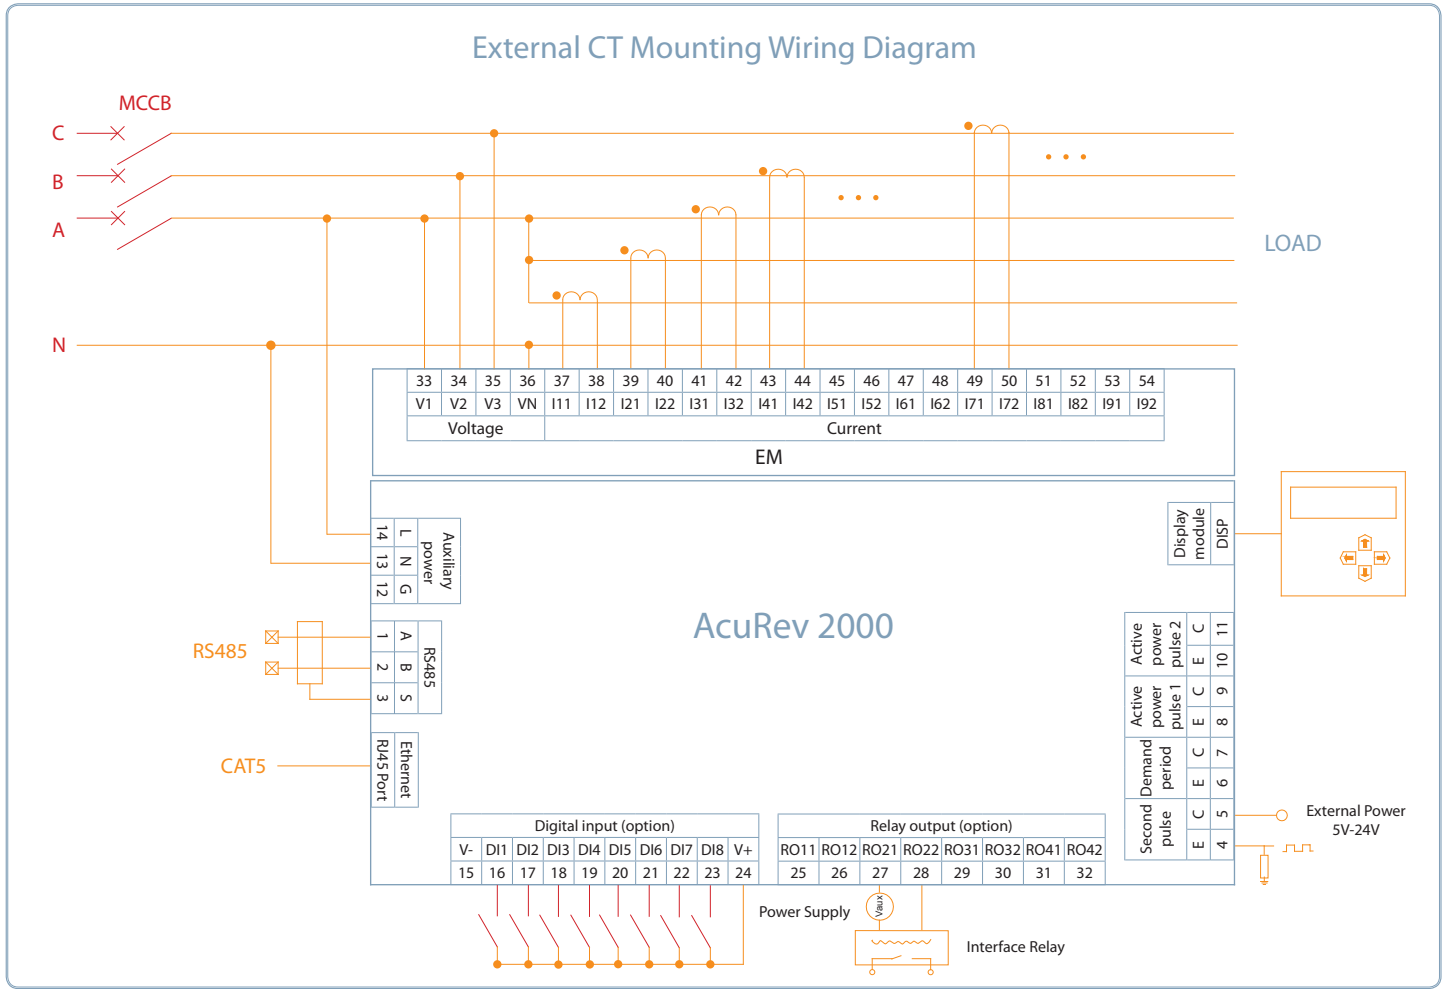 External CT Mounting Wiring Diagram
MCCB
C
B
A
N
LOAD
33 34 35 36 37 38 39 40 41 42 43 44 45 46 47 48 49 50 51 52 53 54
V1 V2 V3 VN I11 I12 I21 I22 I31 I32 I41 I42 I51 I52 I61 I62 I71 I72 I81 I82 I91 I92
Voltage Current
EM
14 L
13 N
12 G
Auxiliary
power
Display
module
DISP
AcuRev 2000
RS485
1 A
2 B
3 S
RS485
CAT5
RJ45 Port
Ethernet
Active
power
pulse 2
C 11
E 10
Active
power
pulse 1
C 9
E 8
Demand
period
C 7
E 6
Second
pulse
C 5
E 4
External Power
5V-24V
Digital input (option)
V- DI1 DI2 DI3 DI4 DI5 DI6 DI7 DI8 V+
15 16 17 18 19 20 21 22 23 24
Relay output (option)
RO11 RO12 RO21 RO22 RO31 RO32 RO41 RO42
25 26 27 28 29 30 31 32
Power Supply
Vaux
Interface Relay